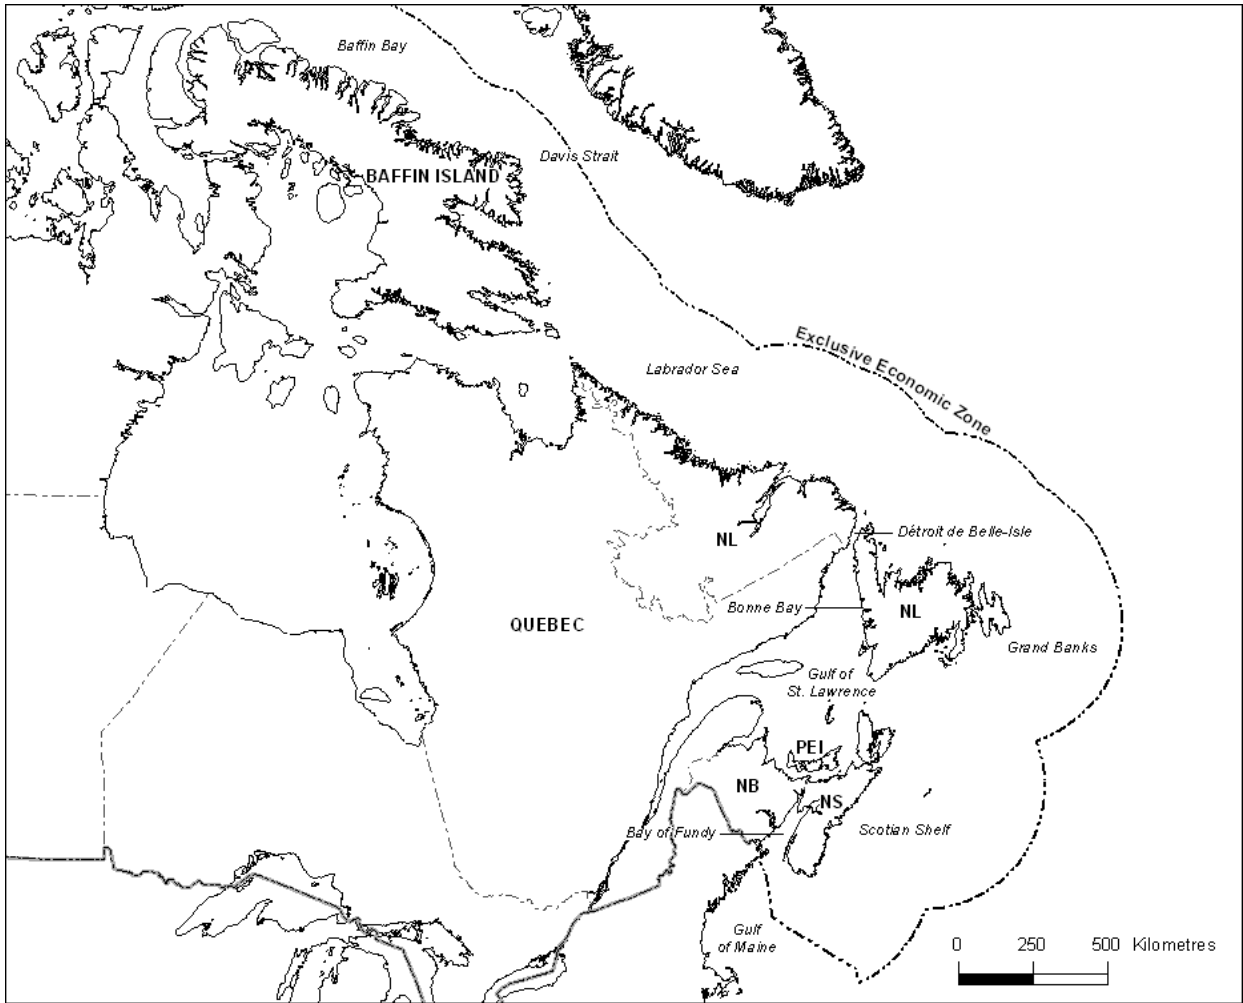 Baffin Bay
Davis Strait
BAFFIN ISLAND
Exclusive Economic Zone
Labrador Sea
NL
Détroit de Belle-Isle
Bonne Bay
NL
QUEBEC
Grand Banks
Gulf of
St. Lawrence
PEI
NB
NS
Bay of Fundy
Scotian Shelf
Gulf
of Maine
0 250 500 Kilometres